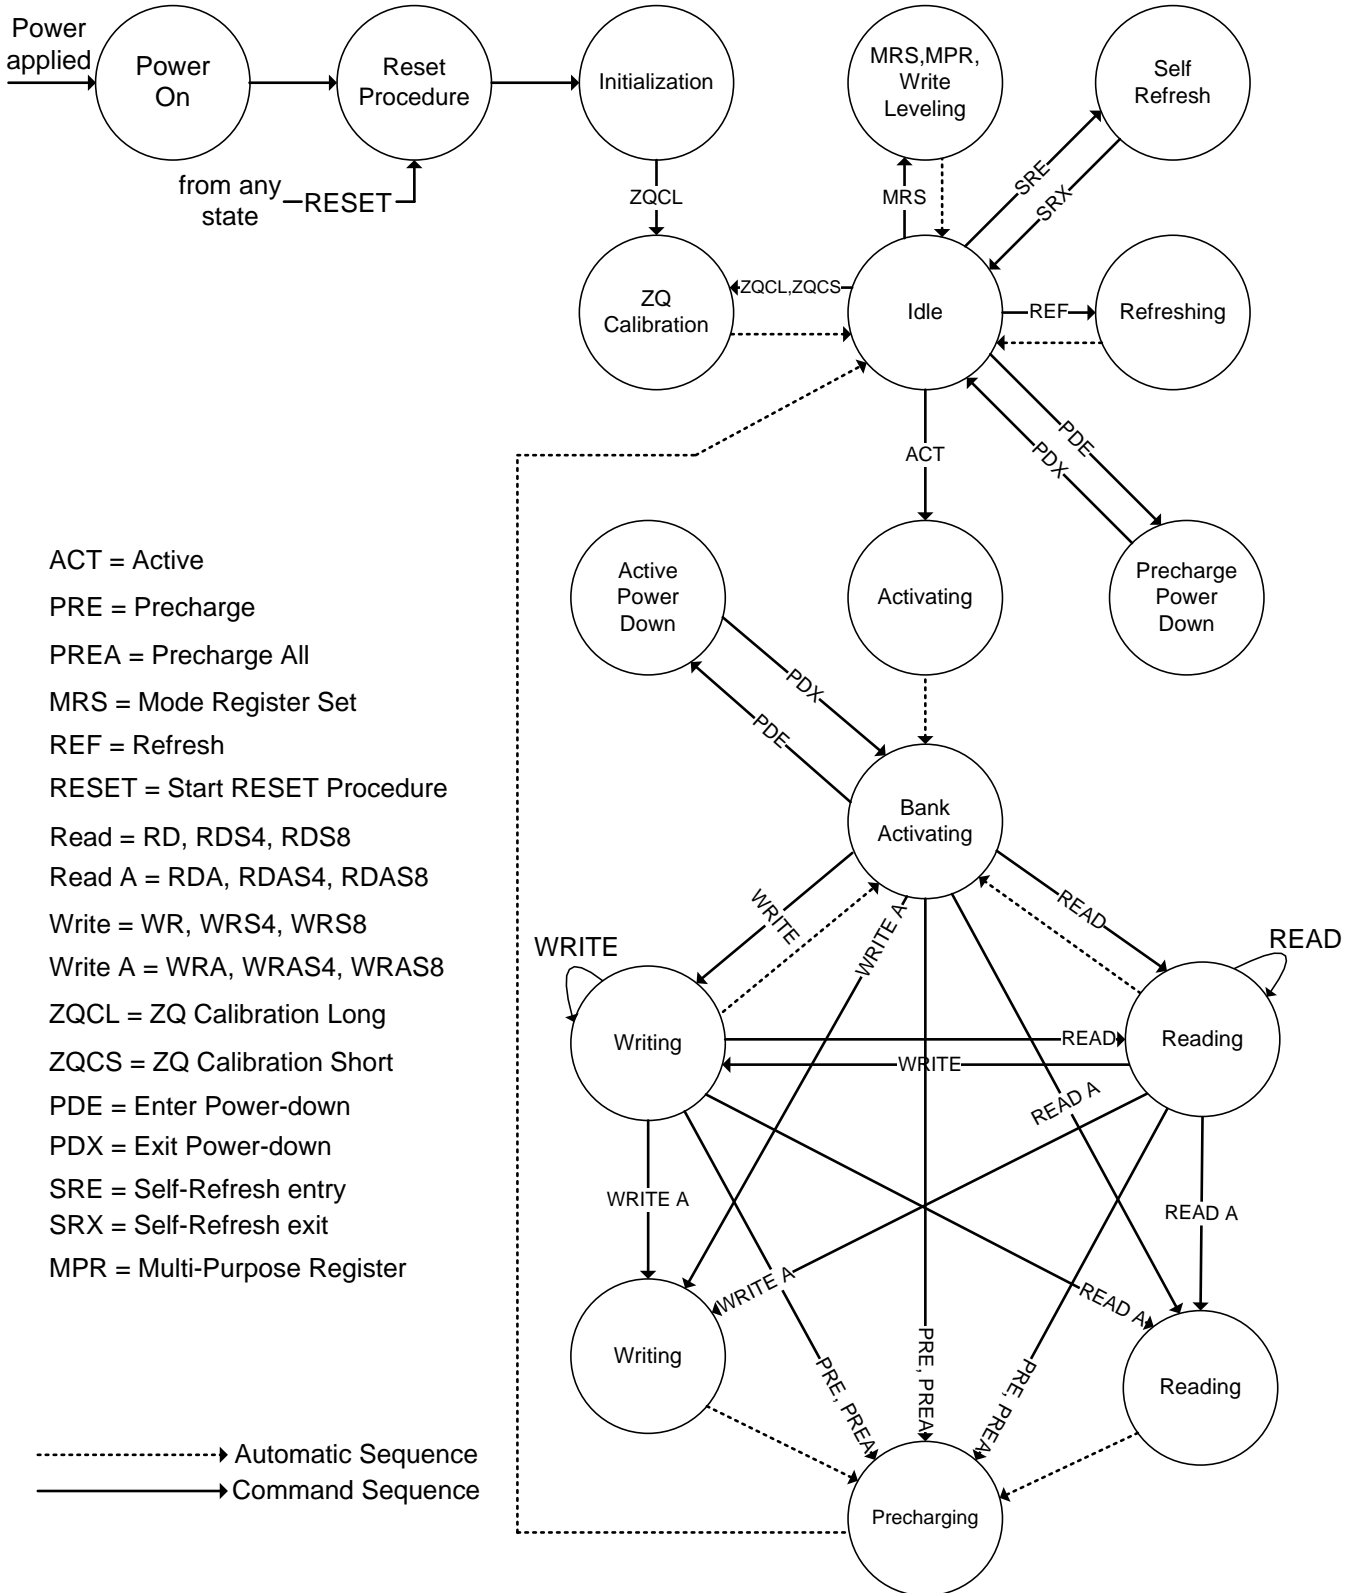 Power
applied
Power
On
Reset
Procedure
Initialization
MRS,MPR,
Write
Leveling
Self
Refresh
from any
state
RESET
ZQCL
MRS
SRE
SRX
ZQ
Calibration
ZQCL,ZQCS
Idle
REF
Refreshing
ACT
PDE
PDX
Active
Power
Down
Activating
Precharge
Power
Down
PDX
PDE
Bank
Activating
ACT = Active
PRE = Precharge
PREA = Precharge All
MRS = Mode Register Set
REF = Refresh
RESET = Start RESET Procedure
Read = RD, RDS4, RDS8
Read A = RDA, RDAS4, RDAS8
Write = WR, WRS4, WRS8
Write A = WRA, WRAS4, WRAS8
ZQCL = ZQ Calibration Long
ZQCS = ZQ Calibration Short
PDE = Enter Power-down
PDX = Exit Power-down
SRE = Self-Refresh entry
SRX = Self-Refresh exit
MPR = Multi-Purpose Register
WRITE
WRITE A
READ
WRITE
READ
Writing
READ
Reading
WRITE
READ A
WRITE A
READ A
WRITE A
READ A
Writing
PRE, PREA
PRE, PREA
PRE, PREA
Reading
Precharging
Automatic Sequence
Command Sequence